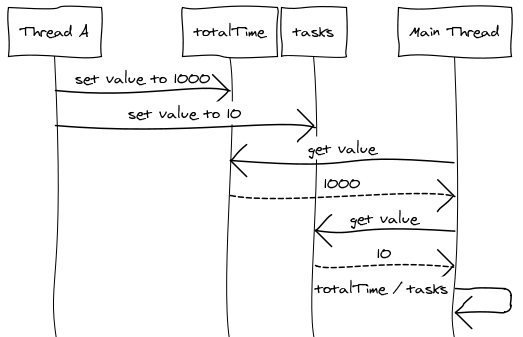 Thread A
totalTime
tasks
Main Thread
set value to 1000
set value to 10
get value
1000
get value
10
totalTime / tasks